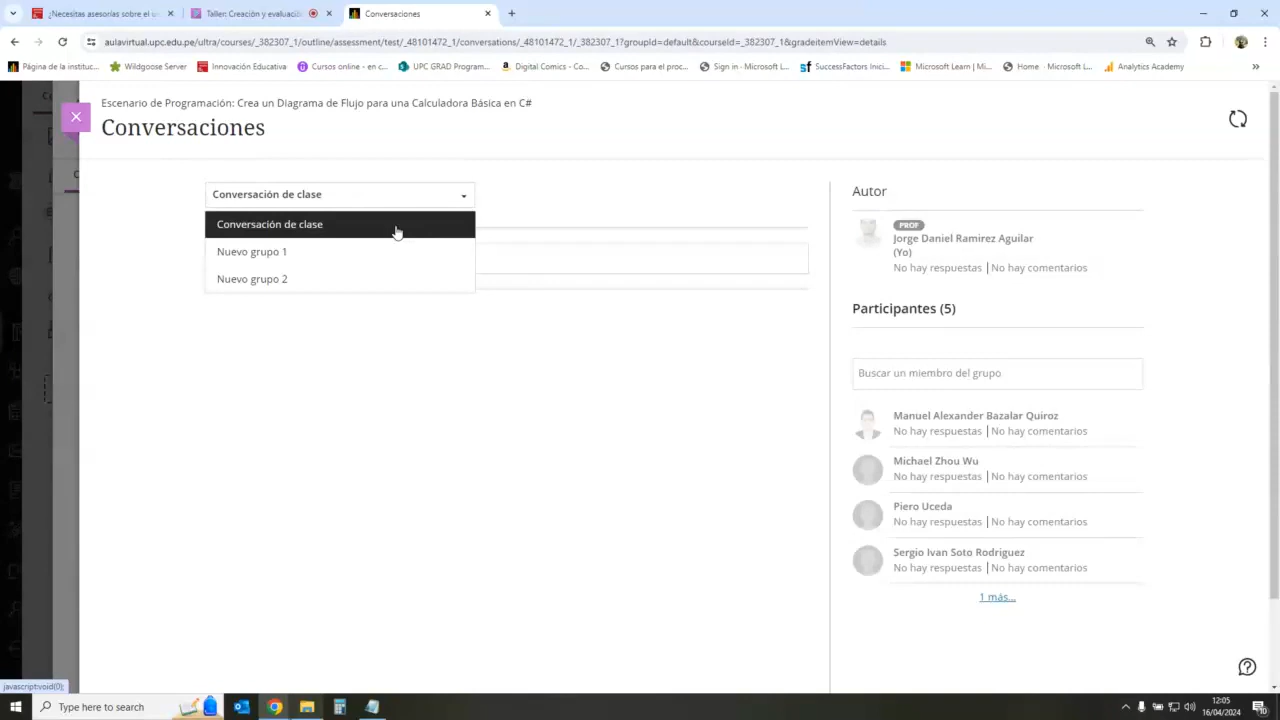 ¿Necesitas asesorías sobre el u
Taller: Creación y evaluació
Conversaciones
aulavirtual.upc.edu.pe/ultra/courses/_382307_1/outline/assessment/test/_48101472_1/conversations/_48101472_1/_382307_1?groupId=default&courseId=_382307_1&gradeitemView=details
Página de la instituc...
Wildgoose Server
Innovación Educativa
Cursos online - en c...
UPC GRAD Program...
Digital Comics - Co...
Cursos para el proc...
Sign in - Microsoft L...
SuccessFactors Inici...
Microsoft Learn | Mi...
Home · Microsoft L...
Analytics Academy
Escenario de Programación: Crea un Diagrama de Flujo para una Calculadora Básica en C#
Conversaciones
Conversación de clase
Conversación de clase
Nuevo grupo 1
Nuevo grupo 2
Autor
PROF
Jorge Daniel Ramirez Aguilar
(Yo)
No hay respuestas | No hay comentarios
Participantes (5)
Buscar un miembro del grupo
Manuel Alexander Bazalar Quiroz
No hay respuestas | No hay comentarios
Michael Zhou Wu
No hay respuestas | No hay comentarios
Piero Uceda
No hay respuestas | No hay comentarios
Sergio Ivan Soto Rodriguez
No hay respuestas | No hay comentarios
1 más...
javascript:void(0);
Type here to search
12:05
16/04/2024
10